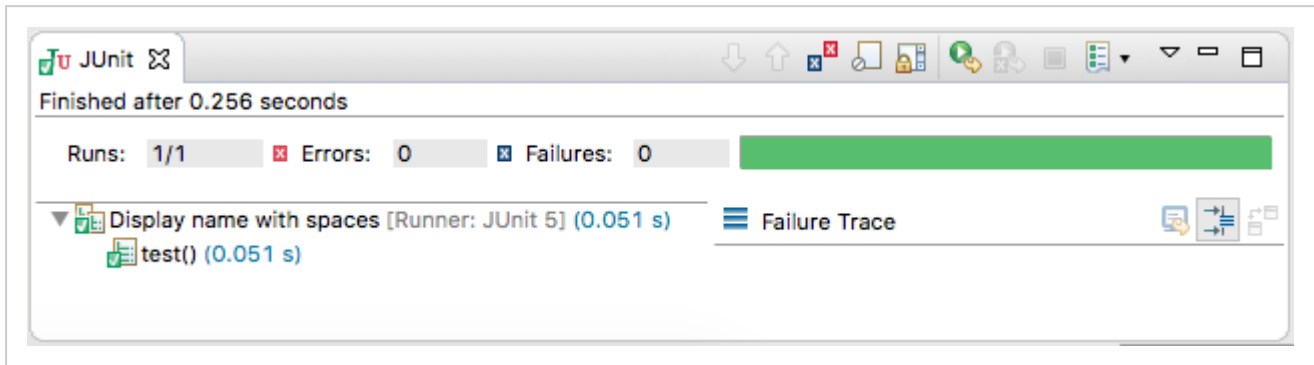 JUnit
Finished after 0.256 seconds
Runs: 1/1 Errors: 0 Failures: 0
Display name with spaces [Runner: JUnit 5] (0.051 s)
Failure Trace
test() (0.051 s)